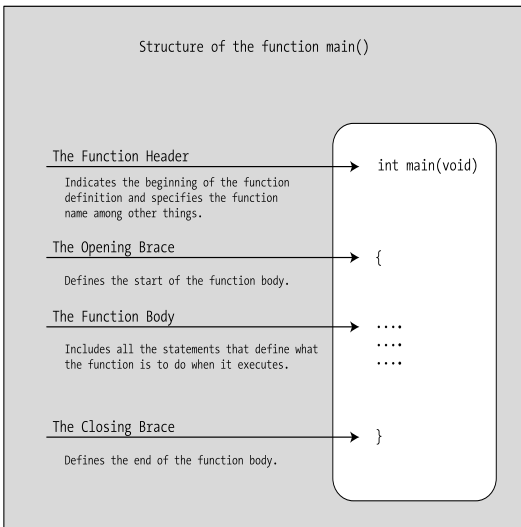 Structure of the function main()
The Function Header
int main(void)
Indicates the beginning of the function
definition and specifies the function
name among other things.
The Opening Brace
{
Defines the start of the function body.
The Function Body
....
Includes all the statements that define what
....
the function is to do when it executes.
....
The Closing Brace
}
Defines the end of the function body.